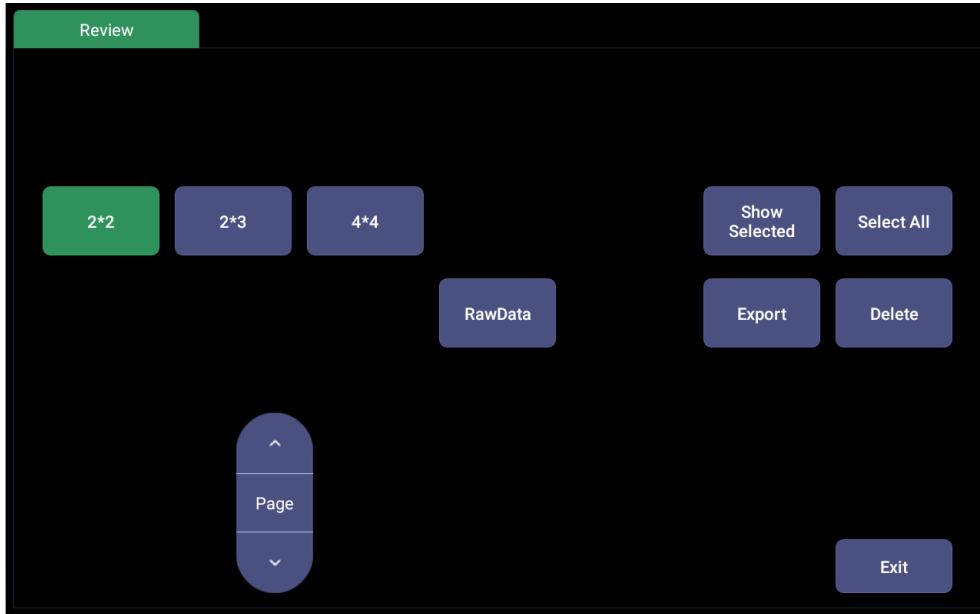 Review
2*2
2*3
4*4
Show
Selected
Select All
RawData
Export
Delete
Page
Exit